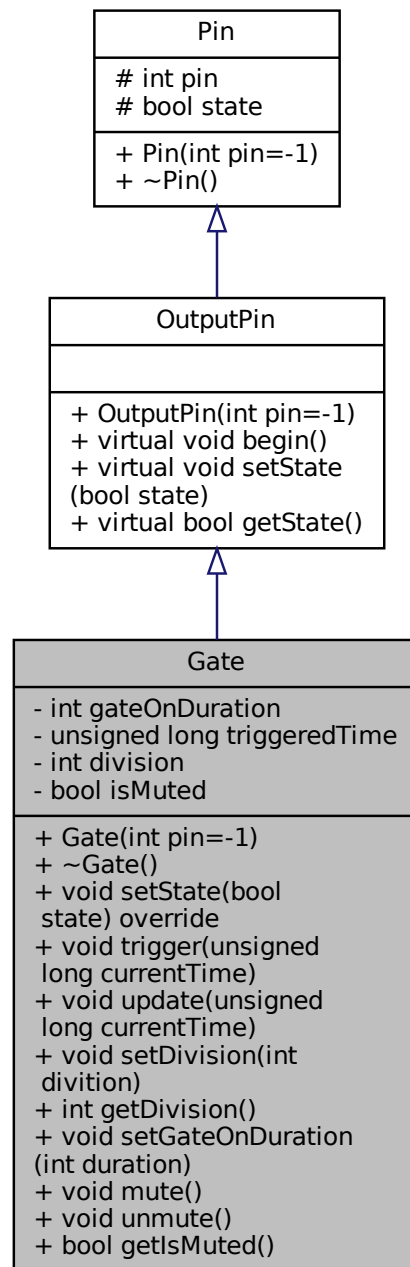 Pin
# int pin
# bool state
+ Pin(int pin=-1)
+ ~Pin()
OutputPin
+ OutputPin(int pin=-1)
+ virtual void begin()
+ virtual void setState
(bool state)
+ virtual bool getState()
Gate
- int gateOnDuration
- unsigned long triggeredTime
- int division
- bool isMuted
+ Gate(int pin=-1)
+ ~Gate()
+ void setState(bool
state) override
+ void trigger(unsigned
long currentTime)
+ void update(unsigned
long currentTime)
+ void setDivision(int
divition)
+ int getDivision()
+ void setGateOnDuration
(int duration)
+ void mute()
+ void unmute()
+ bool getIsMuted()